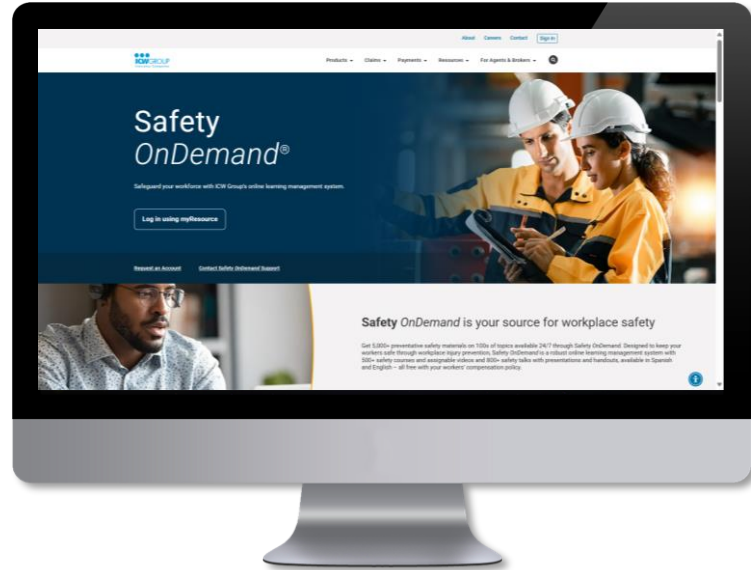 About Careers Contact Sign In
ICW GROUP
Products Claims Payments Resources For Agents & Brokers
Safety
OnDemand®
Safeguard your workforce with ICW Group's online learning management system.
Log in using myResource
Request an Account Contact Safety OnDemand Support
Safety OnDemand is your source for workplace safety
Get 5,000+ preventative safety materials on 100s of topics available 24/7 through Safety OnDemand. Designed to keep your
workers safe through workplace injury prevention, Safety OnDemand is a robust online learning management system with
500+ safety courses and assignable videos and 800+ safety talks with presentations and handouts, available in Spanish
and English – all free with your workers' compensation policy.